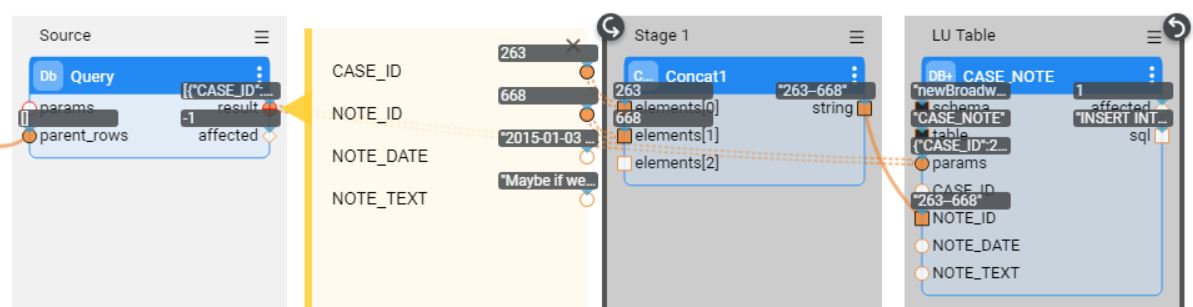 Source
Db Query
[{"CASE_ID":...
params
result
[]
-1
parent_rows
affected
263
CASE_ID
668
NOTE_ID
"2015-01-03 ...
NOTE_DATE
"Maybe if we...
NOTE_TEXT
Stage 1
C... Concat1
263
"263–668"
elements[0]
string
668
elements[1]
elements[2]
LU Table
DB+ CASE_NOTE
"newBroadw...
1
schema
affected
"CASE_NOTE"
"INSERT INT...
table
sql
{"CASE_ID":2...
params
CASE_ID
"263–668"
NOTE_ID
NOTE_DATE
NOTE_TEXT